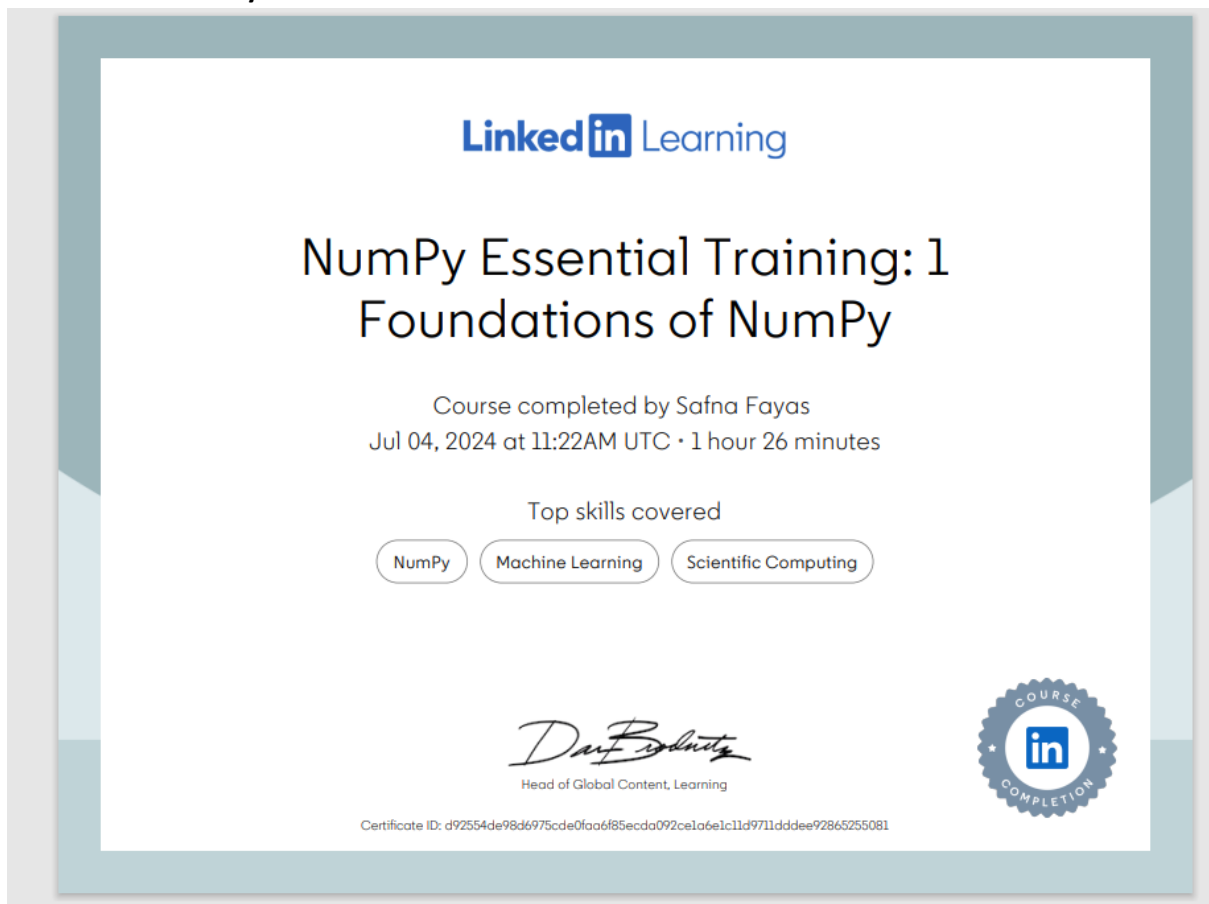 Linked in Learning
NumPy Essential Training: 1
Foundations of NumPy
Course completed by Safna Fayas
Jul 04, 2024 at 11:22AM UTC • 1 hour 26 minutes
Top skills covered
NumPy Machine Learning Scientific Computing
Head of Global Content, Learning
COURSE
in
COMPLETION
Certificate ID: d92554de98d6975cde0faa6f85ecda092ce1a6e1c11d9711dddee92865255081